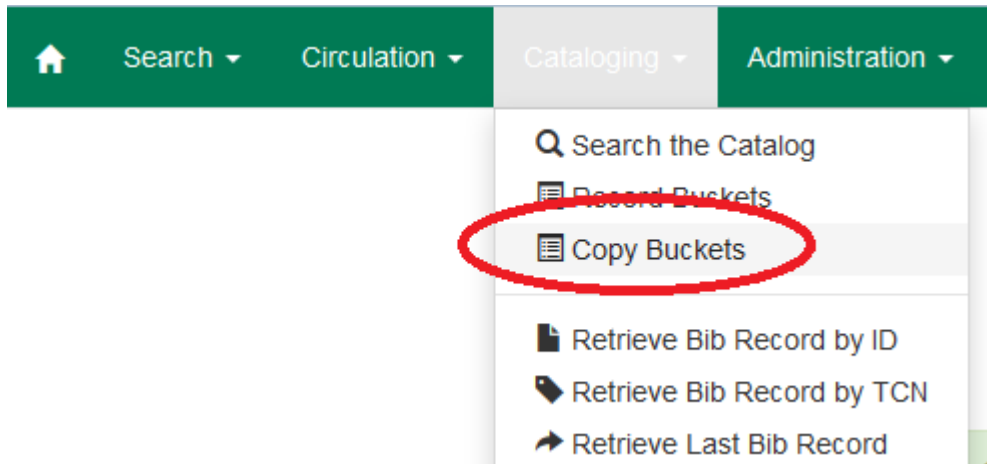 Search Circulation Cataloging Administration
Search the Catalog
Record Buckets
Copy Buckets
Retrieve Bib Record by ID
Retrieve Bib Record by TCN
Retrieve Last Bib Record